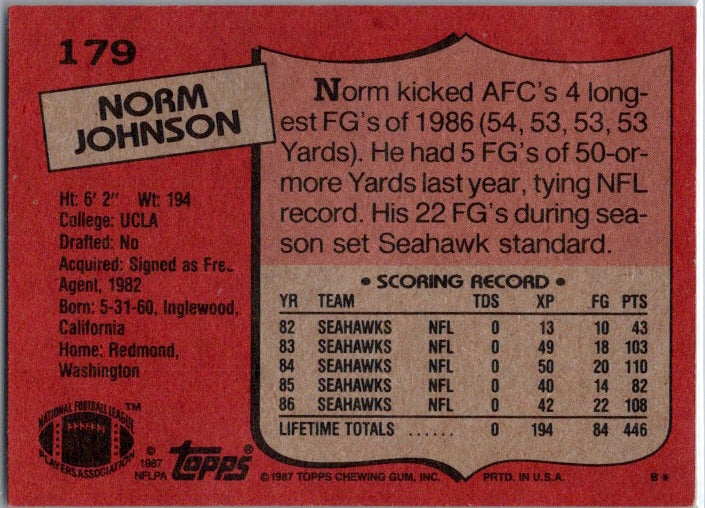 179
NORM
JOHNSON
Ht: 6' 2" Wt: 194
College: UCLA
Drafted: No
Acquired: Signed as Free
Agent, 1982
Born: 5-31-60, Inglewood,
California
Home: Redmond,
Washington
NATIONAL FOOTBALL LEAGUE
PLAYERS ASSOCIATION
TM
© 1987
NFLPA
topps®
Norm kicked AFC's 4 long-
est FG's of 1986 (54, 53, 53, 53
Yards). He had 5 FG's of 50-or-
more Yards last year, tying NFL
record. His 22 FG's during sea-
son set Seahawk standard.
• SCORING RECORD •
YR TEAM TDS XP FG PTS
82 SEAHAWKS NFL 0 13 10 43
83 SEAHAWKS NFL 0 49 18 103
84 SEAHAWKS NFL 0 50 20 110
85 SEAHAWKS NFL 0 40 14 82
86 SEAHAWKS NFL 0 42 22 108
LIFETIME TOTALS ...... 0 194 84 446
© 1987 TOPPS CHEWING GUM, INC. PRTD. IN U.S.A. B*